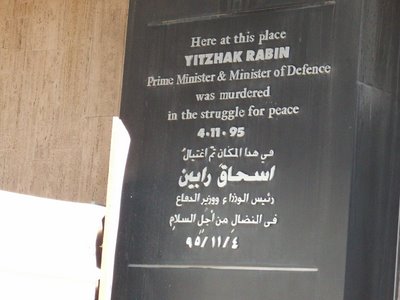 Here at this place
YITZHAK RABIN
Prime Minister & Minister of Defence
was murdered
in the struggle for peace
4·11·95
في هذا المكان تمّ اغتيالُ
اسحاق رابين
رئيس الوزراء ووزير الدفاع
في النضال من أجل السلام
٩٥/١١/٤